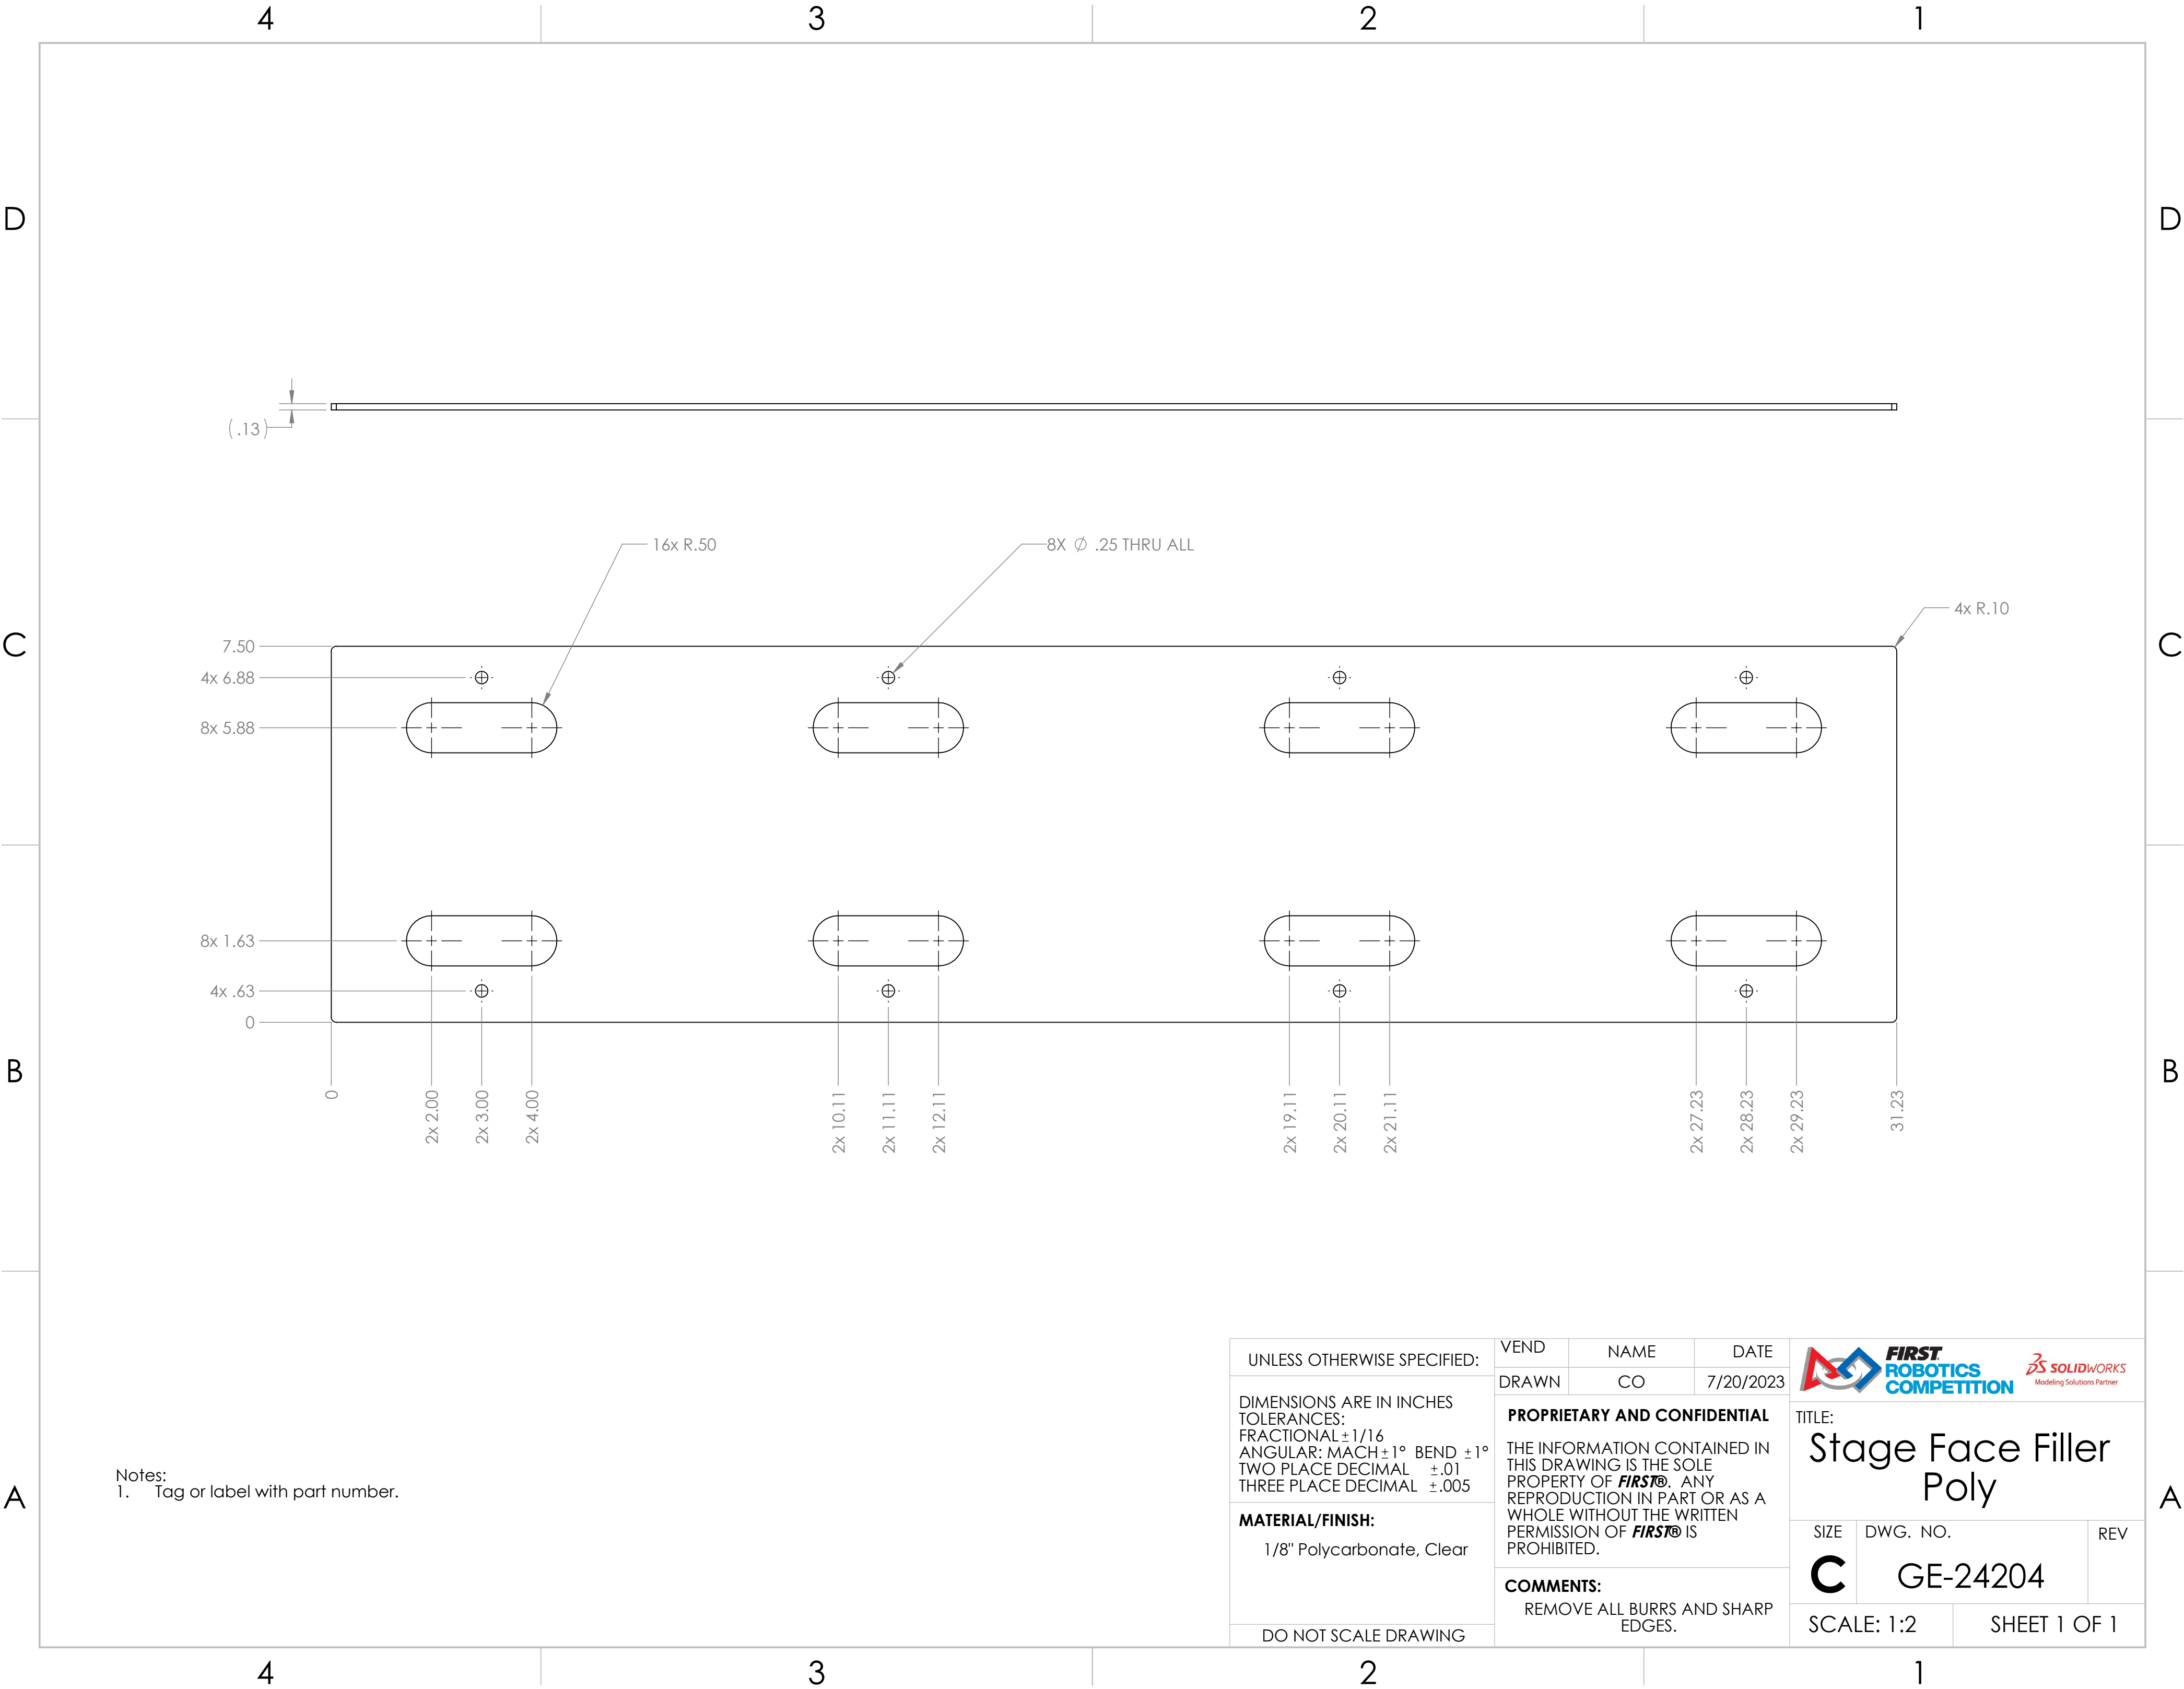 4 3 2 1
D D
(.13)
16x R.50
8X Ø .25 THRU ALL
4x R.10
7.50
4x 6.88
8x 5.88
C C
8x 1.63
4x .63
0
B B
0
2x 2.00
2x 3.00
2x 4.00
2x 10.11
2x 11.11
2x 12.11
2x 19.11
2x 20.11
2x 21.11
2x 27.23
2x 28.23
2x 29.23
31.23
A A
Notes:
1. Tag or label with part number.
UNLESS OTHERWISE SPECIFIED:
DIMENSIONS ARE IN INCHES
TOLERANCES:
FRACTIONAL±1/16
ANGULAR: MACH±1° BEND ±1°
TWO PLACE DECIMAL ±.01
THREE PLACE DECIMAL ±.005
MATERIAL/FINISH:
1/8" Polycarbonate, Clear
DO NOT SCALE DRAWING
VEND NAME DATE
DRAWN CO 7/20/2023
PROPRIETARY AND CONFIDENTIAL
THE INFORMATION CONTAINED IN
THIS DRAWING IS THE SOLE
PROPERTY OF FIRST®. ANY
REPRODUCTION IN PART OR AS A
WHOLE WITHOUT THE WRITTEN
PERMISSION OF FIRST® IS
PROHIBITED.
COMMENTS:
REMOVE ALL BURRS AND SHARP
EDGES.
FIRST
ROBOTICS
COMPETITION
3S SOLIDWORKS
Modeling Solutions Partner
TITLE:
Stage Face Filler
Poly
SIZE DWG. NO. REV
C GE-24204
SCALE: 1:2 SHEET 1 OF 1
4 3 2 1